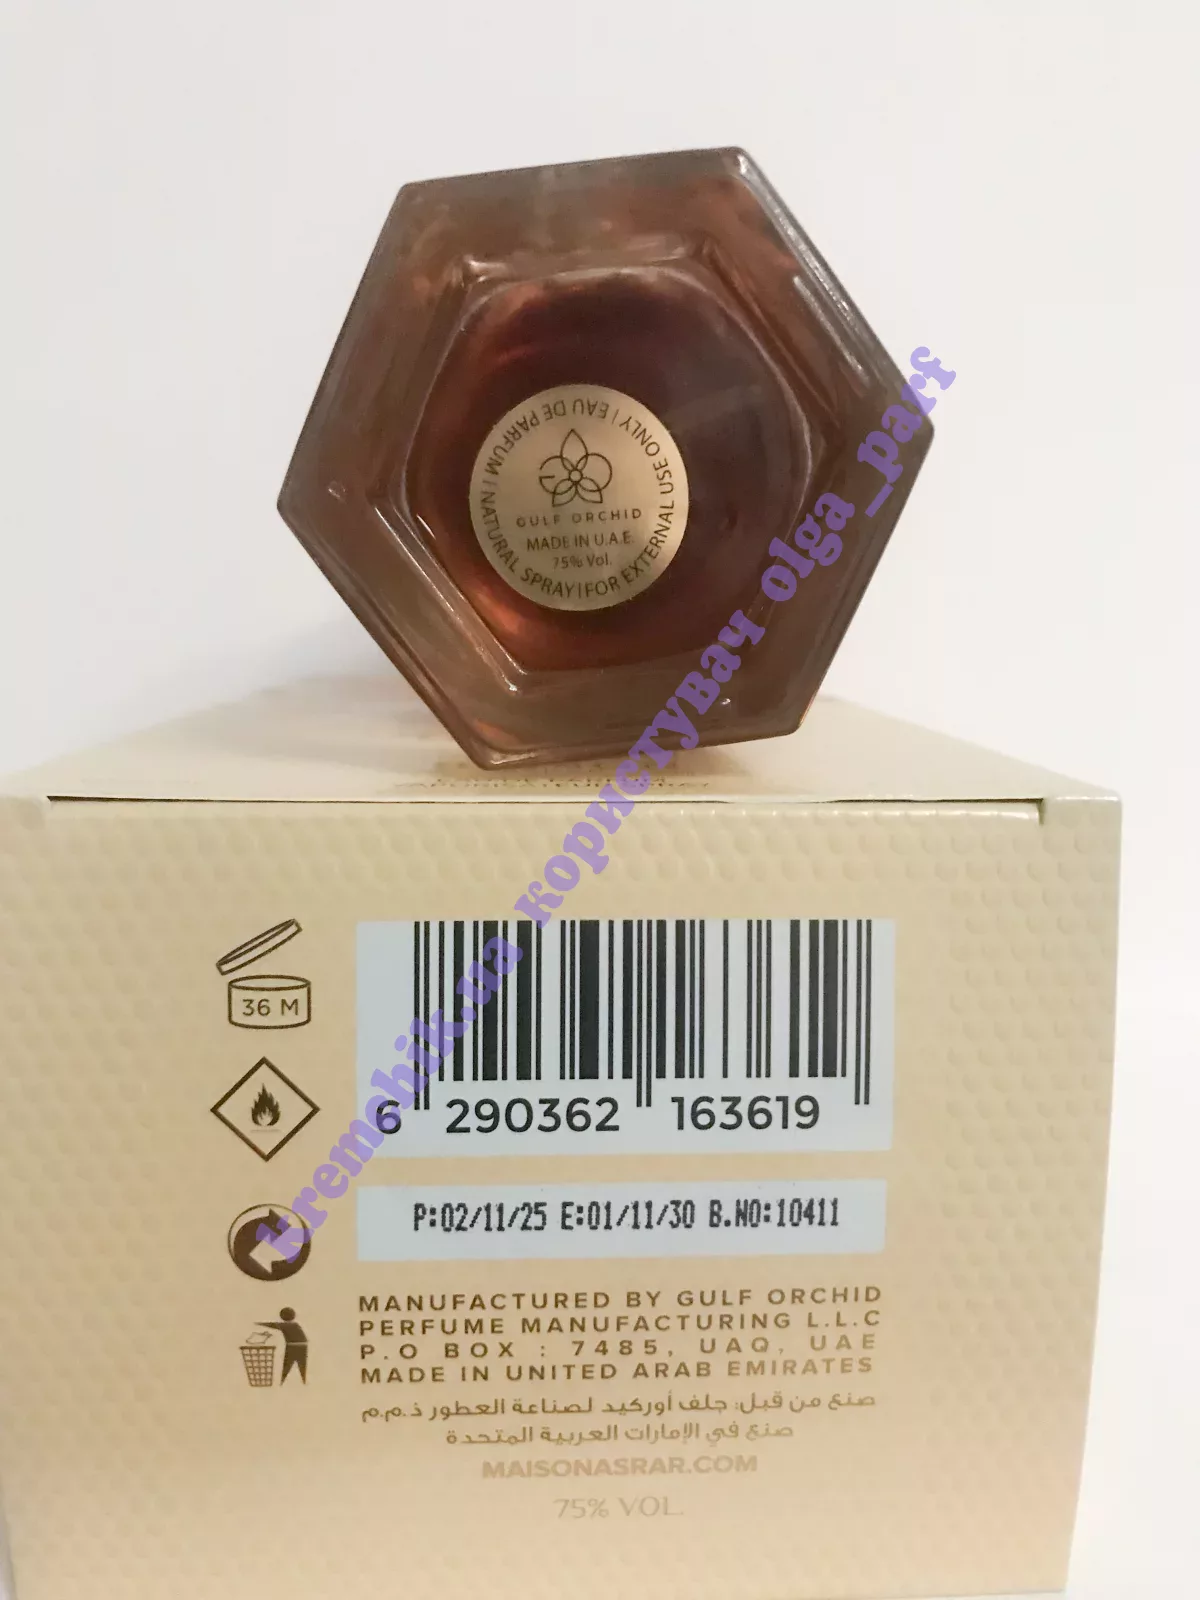 EAU DE PARFUM | NATURAL SPRAY | FOR EXTERNAL USE ONLY |
GULF ORCHID
MADE IN U.A.E.
75% Vol.
kremchik.ua користувач olga_parf
36 M
6 290362 163619
P:02/11/25 E:01/11/30 B.NO:10411
MANUFACTURED BY GULF ORCHID
PERFUME MANUFACTURING L.L.C
P.O BOX : 7485, UAQ, UAE
MADE IN UNITED ARAB EMIRATES
صنع من قبل: جلف أوركيد لصناعة العطور ذ.م.م
صنع في الإمارات العربية المتحدة
MAISONASRAR.COM
75% VOL.